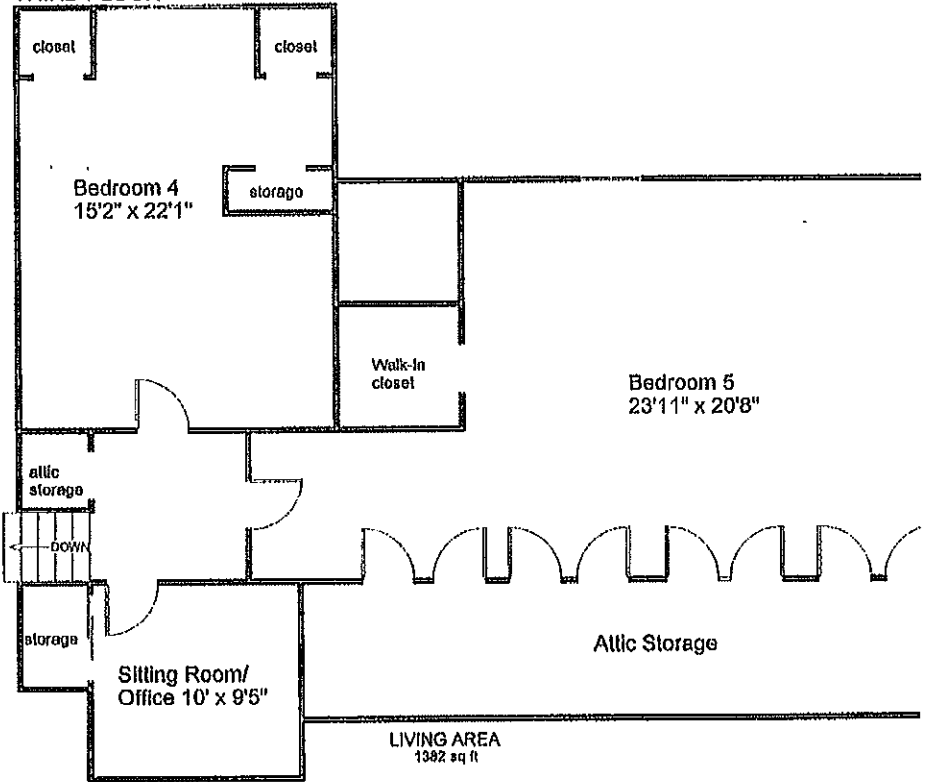 closet
closet
Bedroom 4
15'2" x 22'1"
storage
Walk-In
closet
Bedroom 5
23'11" x 20'8"
attic
storage
DOWN
storage
Sitting Room/
Office 10' x 9'5"
Attic Storage
LIVING AREA
1382 sq ft